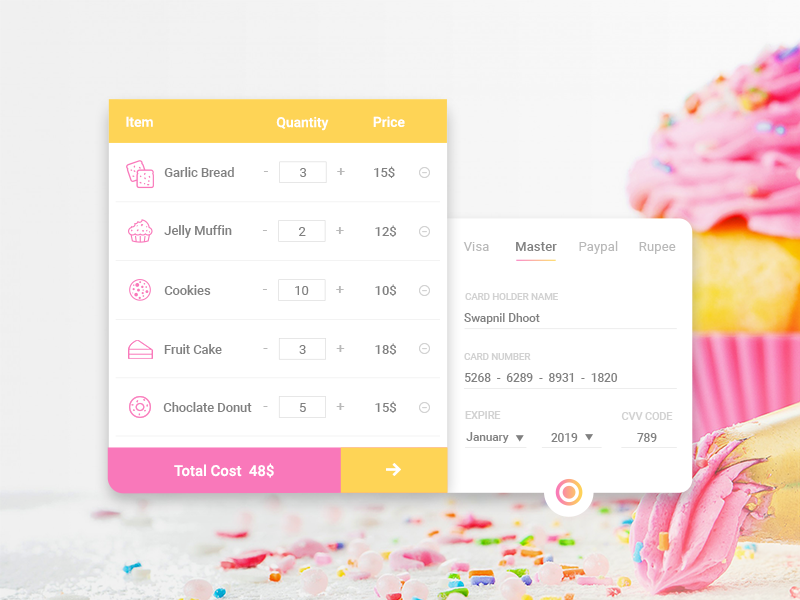 Item Quantity Price
Garlic Bread - 3 + 15$
Jelly Muffin - 2 + 12$
Cookies - 10 + 10$
Fruit Cake - 3 + 18$
Choclate Donut - 5 + 15$
Total Cost 48$
Visa Master Paypal Rupee
CARD HOLDER NAME
Swapnil Dhoot
CARD NUMBER
5268 - 6289 - 8931 - 1820
EXPIRE CVV CODE
January 2019 789